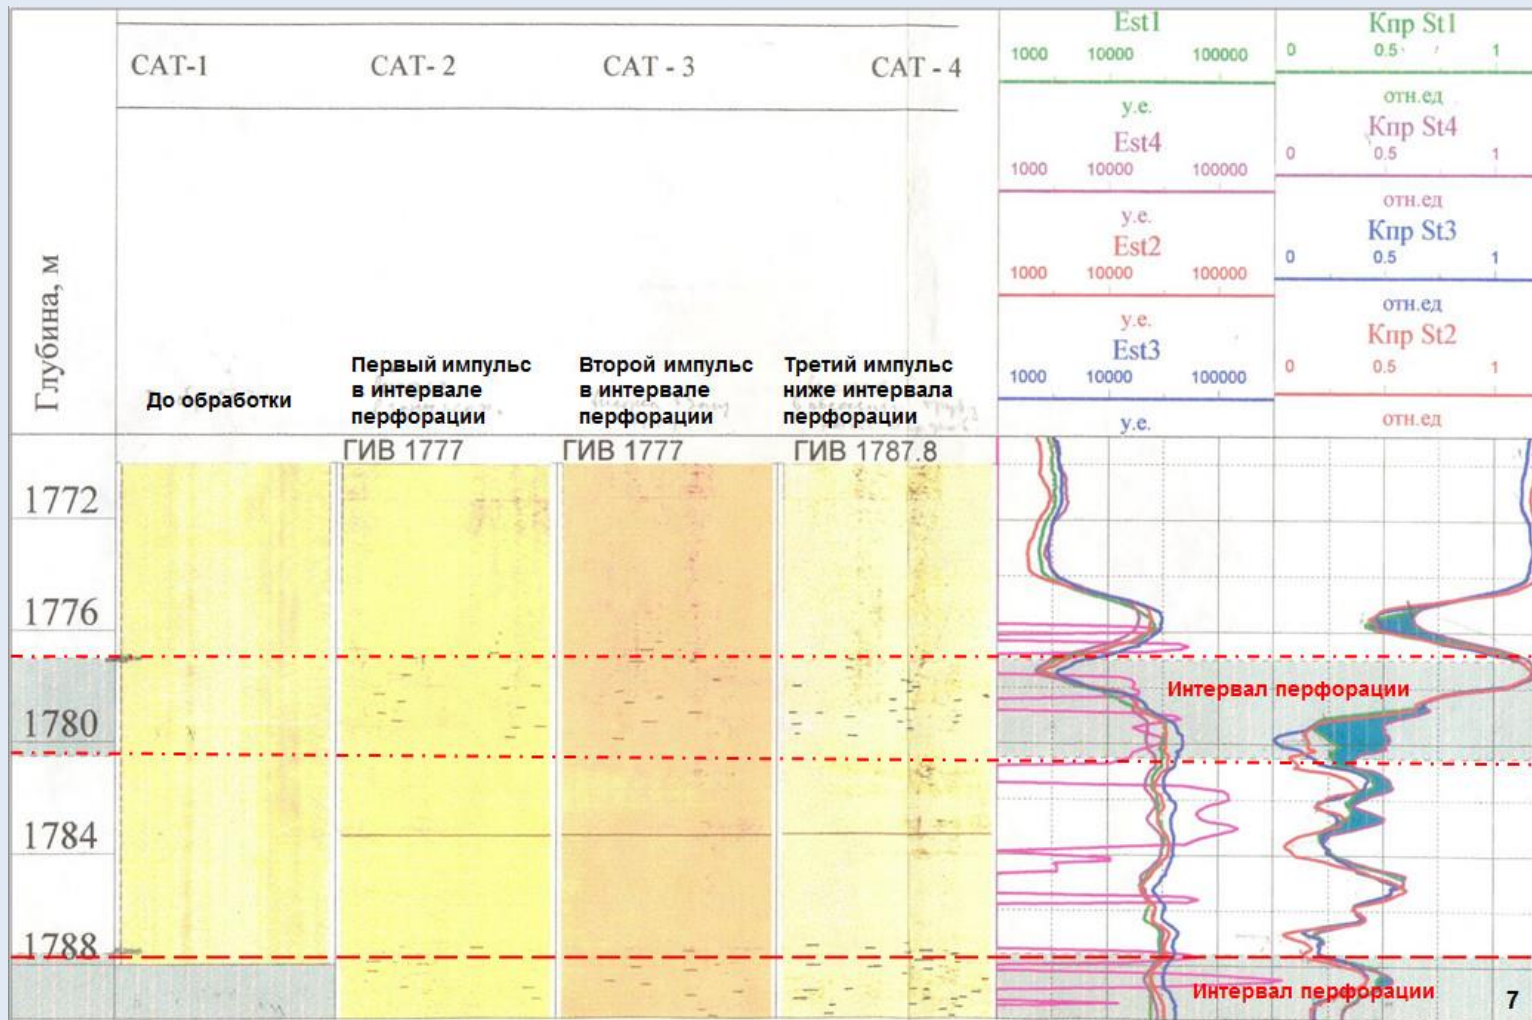 Глубина, м
САТ-1
САТ- 2
САТ - 3
САТ - 4
До обработки
Первый импульс
в интервале
перфорации
Второй импульс
в интервале
перфорации
Третий импульс
ниже интервала
перфорации
ГИВ 1777
ГИВ 1777
ГИВ 1787.8
Est1
1000 10000 100000
у.е.
Est4
1000 10000 100000
у.е.
Est2
1000 10000 100000
у.е.
Est3
1000 10000 100000
у.е.
Кпр St1
0 0.5 1
отн.ед
Кпр St4
0 0.5 1
отн.ед
Кпр St3
0 0.5 1
отн.ед
Кпр St2
0 0.5 1
отн.ед
1772
1776
1780
1784
1788
Интервал перфорации
Интервал перфорации
7